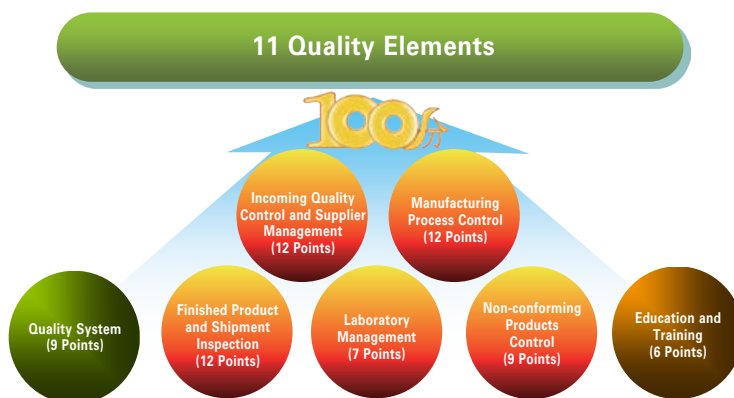 11 Quality Elements
100分
Incoming Quality
Control and Supplier
Management
(12 Points)
Manufacturing
Process Control
(12 Points)
Quality System
(9 Points)
Finished Product
and Shipment
Inspection
(12 Points)
Laboratory
Management
(7 Points)
Non-conforming
Products
Control
(9 Points)
Education and
Training
(6 Points)